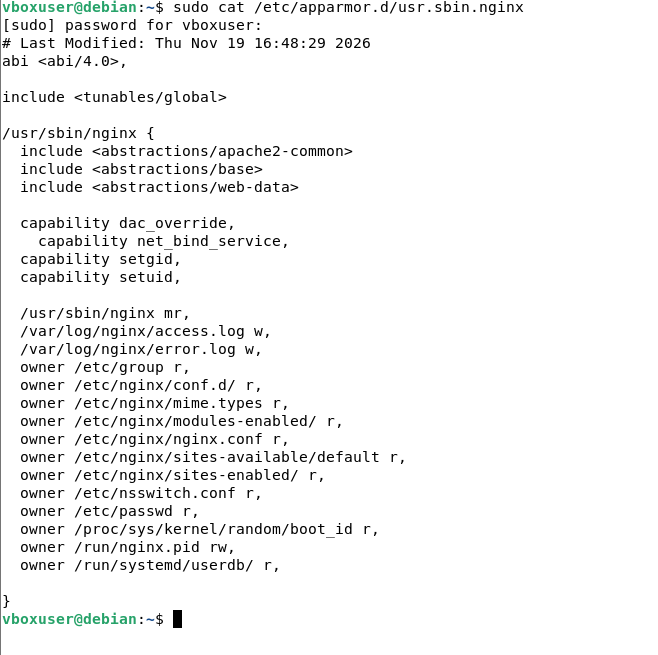 vboxuser@debian:~$ sudo cat /etc/apparmor.d/usr.sbin.nginx
[sudo] password for vboxuser:
# Last Modified: Thu Nov 19 16:48:29 2026
abi <abi/4.0>,

include <tunables/global>

/usr/sbin/nginx {
  include <abstractions/apache2-common>
  include <abstractions/base>
  include <abstractions/web-data>

  capability dac_override,
    capability net_bind_service,
  capability setgid,
  capability setuid,

  /usr/sbin/nginx mr,
  /var/log/nginx/access.log w,
  /var/log/nginx/error.log w,
  owner /etc/group r,
  owner /etc/nginx/conf.d/ r,
  owner /etc/nginx/mime.types r,
  owner /etc/nginx/modules-enabled/ r,
  owner /etc/nginx/nginx.conf r,
  owner /etc/nginx/sites-available/default r,
  owner /etc/nginx/sites-enabled/ r,
  owner /etc/nsswitch.conf r,
  owner /etc/passwd r,
  owner /proc/sys/kernel/random/boot_id r,
  owner /run/nginx.pid rw,
  owner /run/systemd/userdb/ r,

}
vboxuser@debian:~$